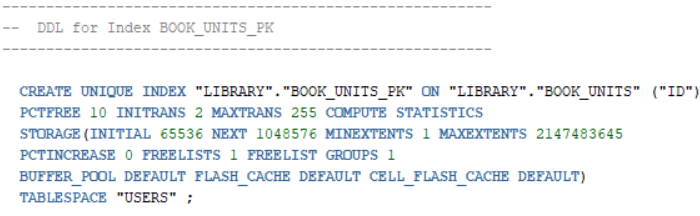 --------------------------------------------------------
--  DDL for Index BOOK_UNITS_PK
--------------------------------------------------------

  CREATE UNIQUE INDEX "LIBRARY"."BOOK_UNITS_PK" ON "LIBRARY"."BOOK_UNITS" ("ID")
  PCTFREE 10 INITRANS 2 MAXTRANS 255 COMPUTE STATISTICS
  STORAGE(INITIAL 65536 NEXT 1048576 MINEXTENTS 1 MAXEXTENTS 2147483645
  PCTINCREASE 0 FREELISTS 1 FREELIST GROUPS 1
  BUFFER_POOL DEFAULT FLASH_CACHE DEFAULT CELL_FLASH_CACHE DEFAULT)
  TABLESPACE "USERS" ;